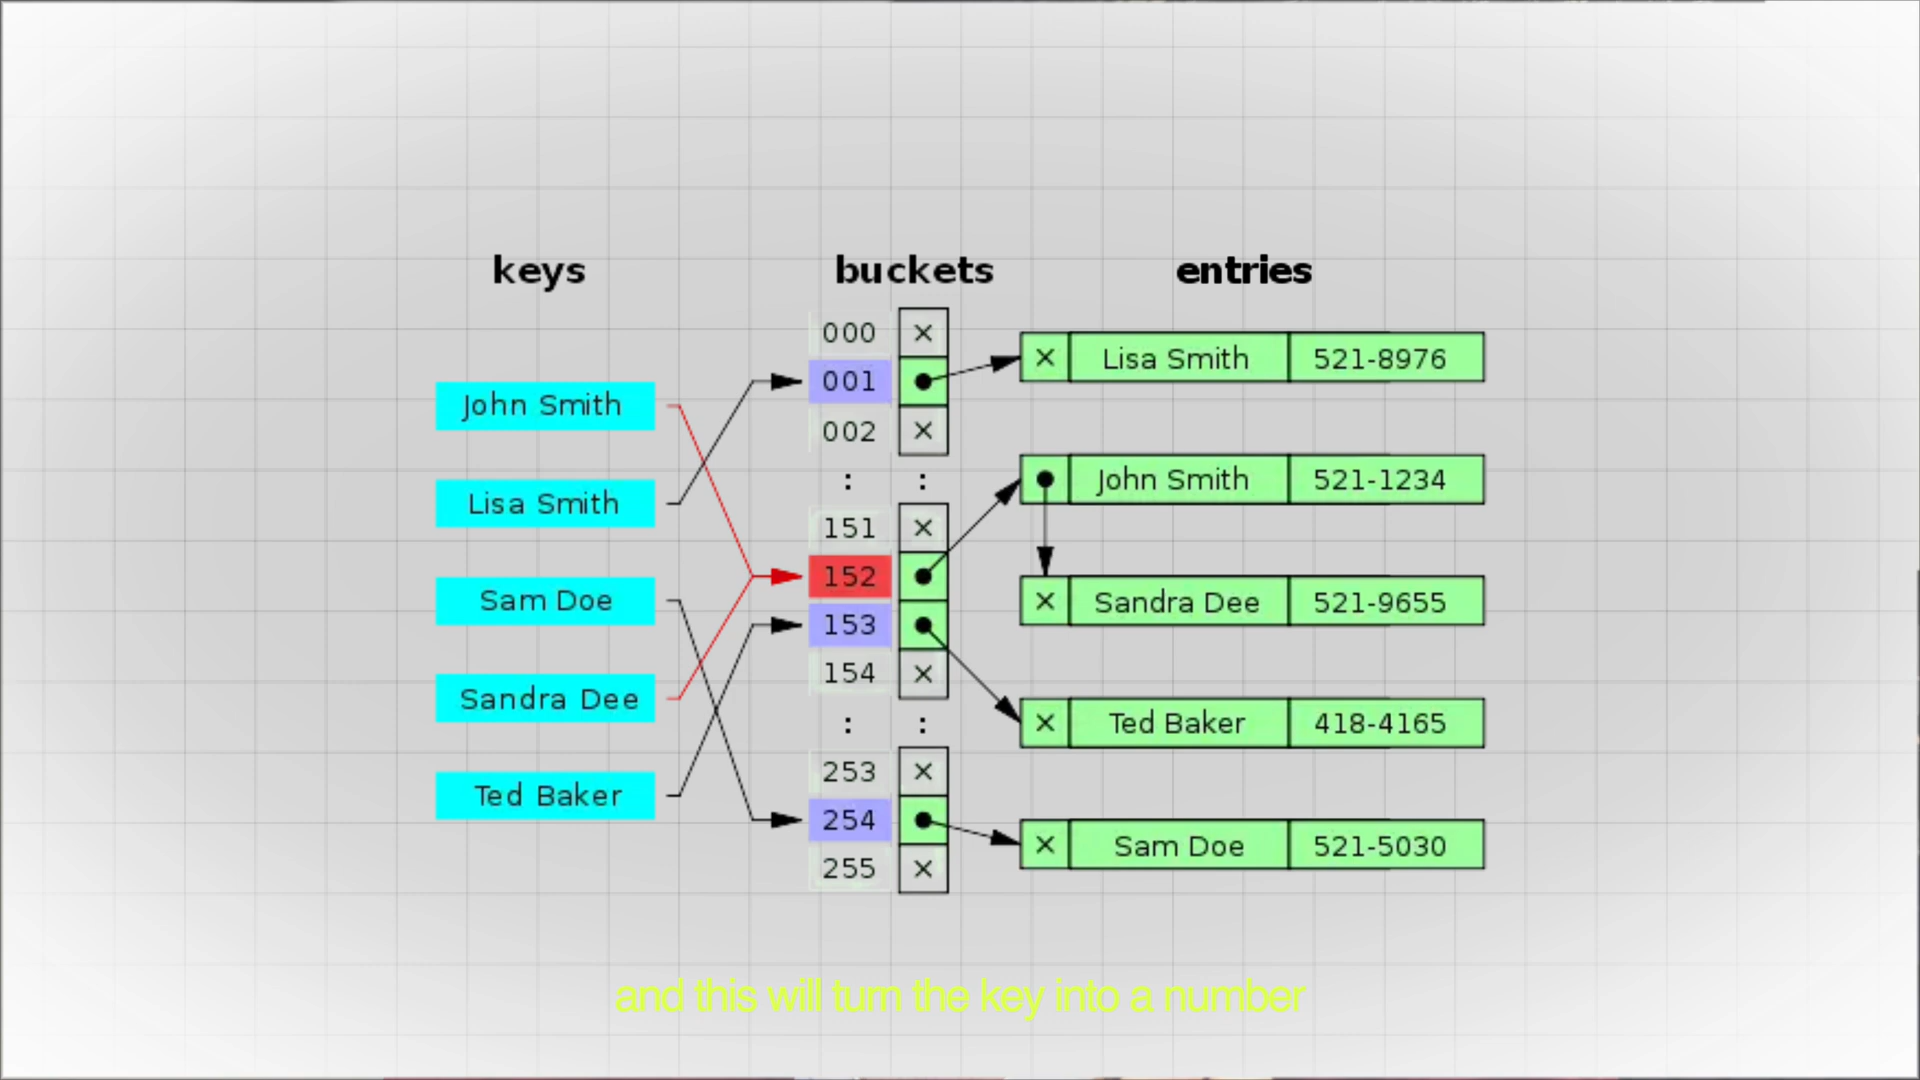 keys buckets entries
000 ×
× Lisa Smith 521-8976
001
John Smith
002 ×
: :
John Smith 521-1234
Lisa Smith
151 ×
152
Sam Doe
× Sandra Dee 521-9655
153
154 ×
Sandra Dee
: :
× Ted Baker 418-4165
253 ×
Ted Baker
254
× Sam Doe 521-5030
255 ×
and this will turn the key into a number